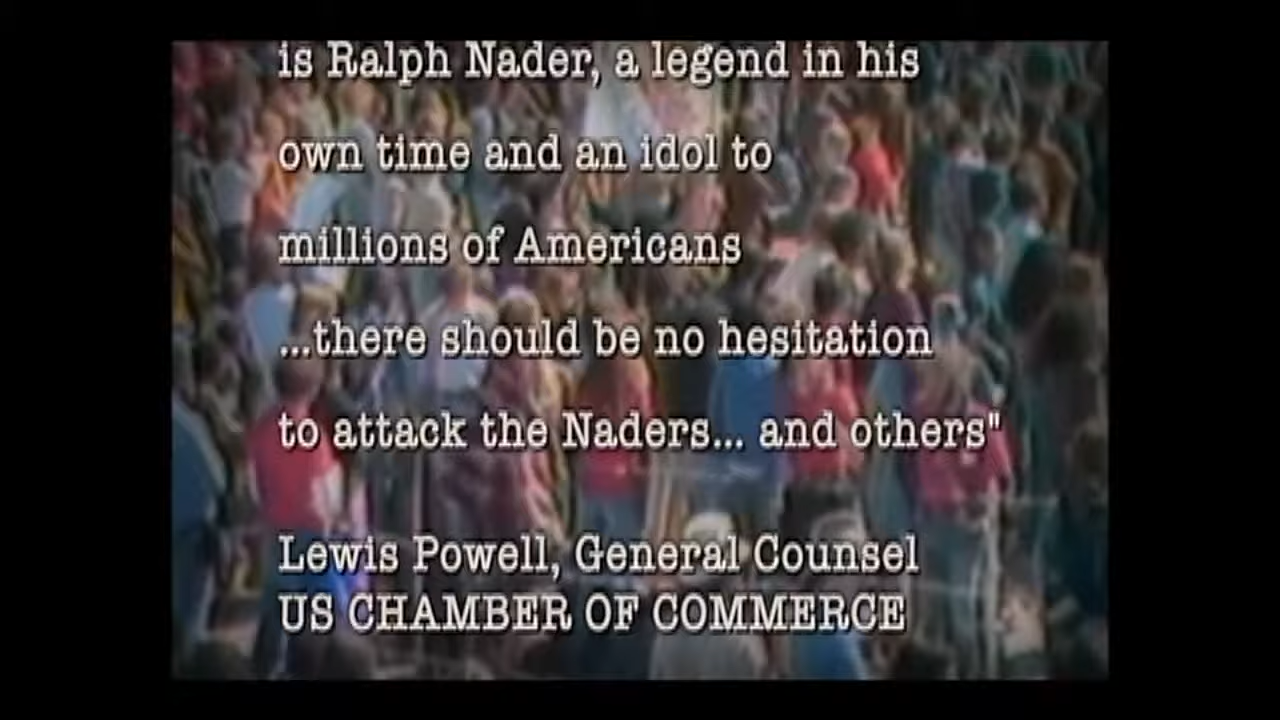 is Ralph Nader, a legend in his
own time and an idol to
millions of Americans
...there should be no hesitation
to attack the Naders... and others"
Lewis Powell, General Counsel
US CHAMBER OF COMMERCE